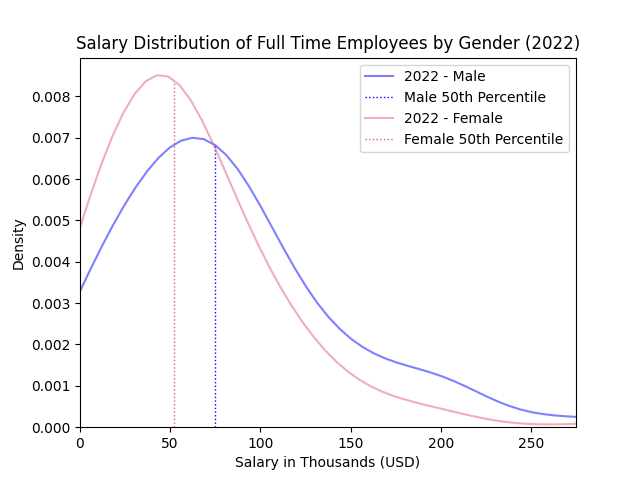 Salary Distribution of Full Time Employees by Gender (2022)
2022 - Male
Male 50th Percentile
2022 - Female
Female 50th Percentile
Density
0.008
0.007
0.006
0.005
0.004
0.003
0.002
0.001
0.000
0 50 100 150 200 250
Salary in Thousands (USD)